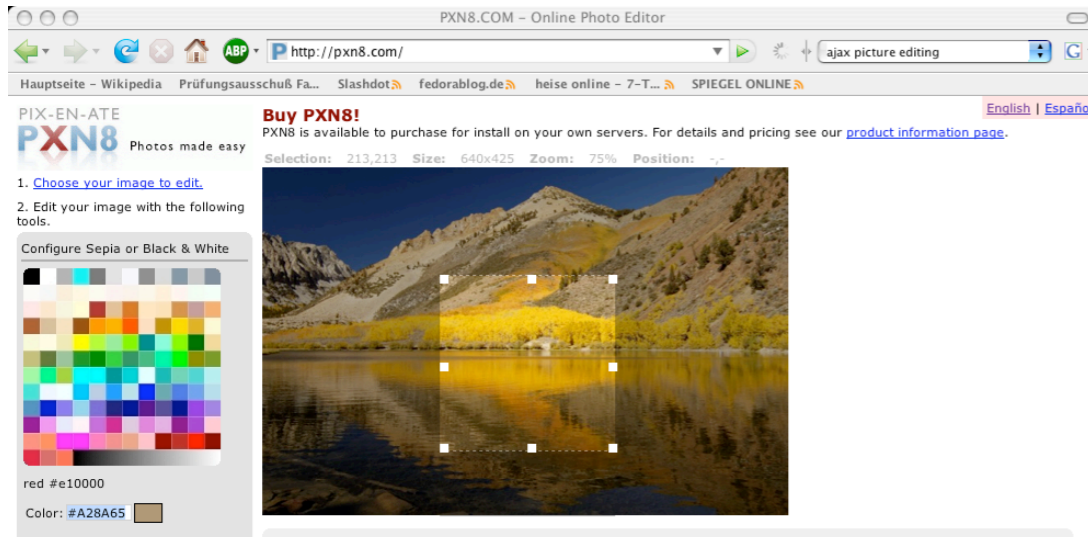 PXN8.COM – Online Photo Editor
ABP P http://pxn8.com/ ajax picture editing G
Hauptseite – Wikipedia Prüfungsausschuß Fa... Slashdot fedorablog.de heise online – 7–T... SPIEGEL ONLINE
PIX-EN-ATE
PXN8 Photos made easy
1. Choose your image to edit.
2. Edit your image with the following
tools.
Configure Sepia or Black & White
red #e10000
Color: #A28A65
English | Españo
Buy PXN8!
PXN8 is available to purchase for install on your own servers. For details and pricing see our product information page.
Selection: 213,213 Size: 640x425 Zoom: 75% Position: -,-